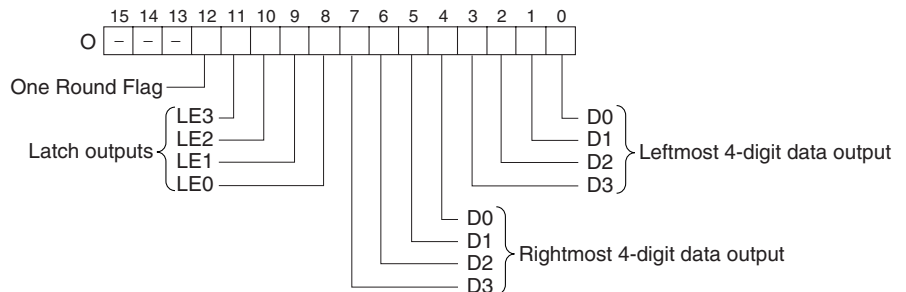 15 14 13 12 11 10 9 8 7 6 5 4 3 2 1 0
O – – –
One Round Flag
LE3
LE2
LE1
LE0
Latch outputs
D0
D1
D2
D3
Leftmost 4-digit data output
D0
D1
D2
D3
Rightmost 4-digit data output